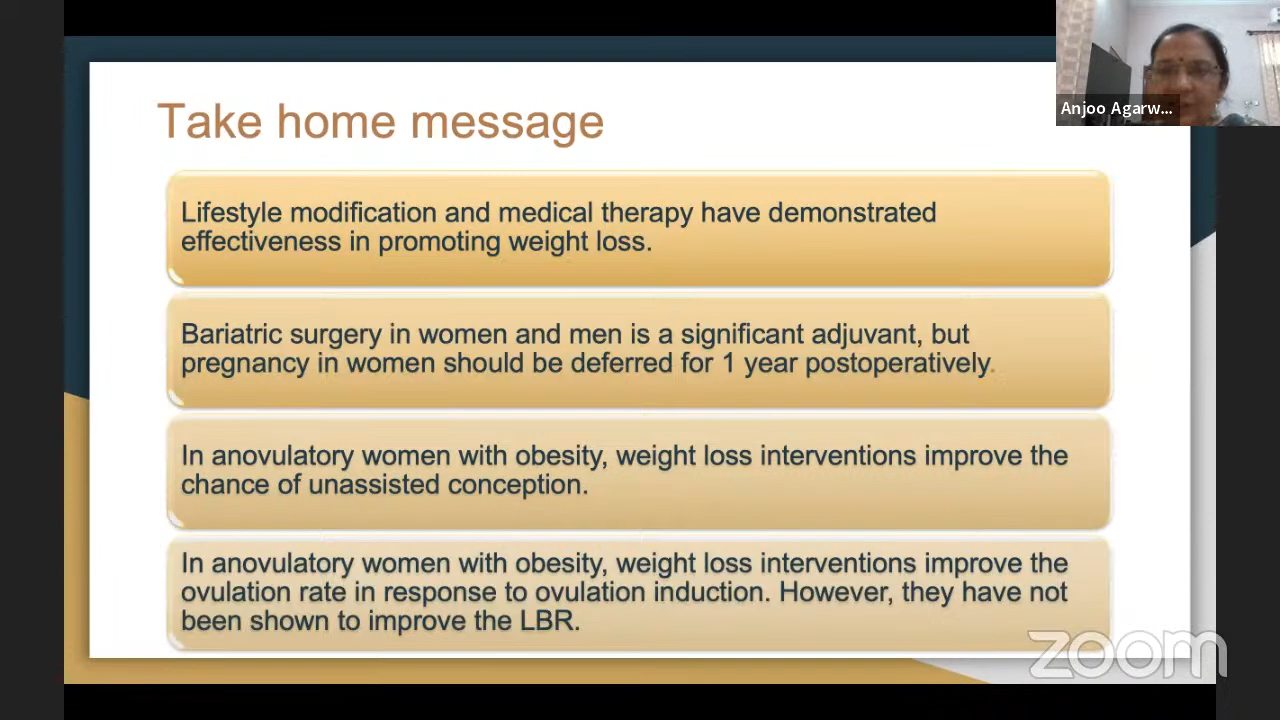 Anjoo Agarw...
Take home message
Lifestyle modification and medical therapy have demonstrated
effectiveness in promoting weight loss.
Bariatric surgery in women and men is a significant adjuvant, but
pregnancy in women should be deferred for 1 year postoperatively.
In anovulatory women with obesity, weight loss interventions improve the
chance of unassisted conception.
In anovulatory women with obesity, weight loss interventions improve the
ovulation rate in response to ovulation induction. However, they have not
been shown to improve the LBR.
zoom